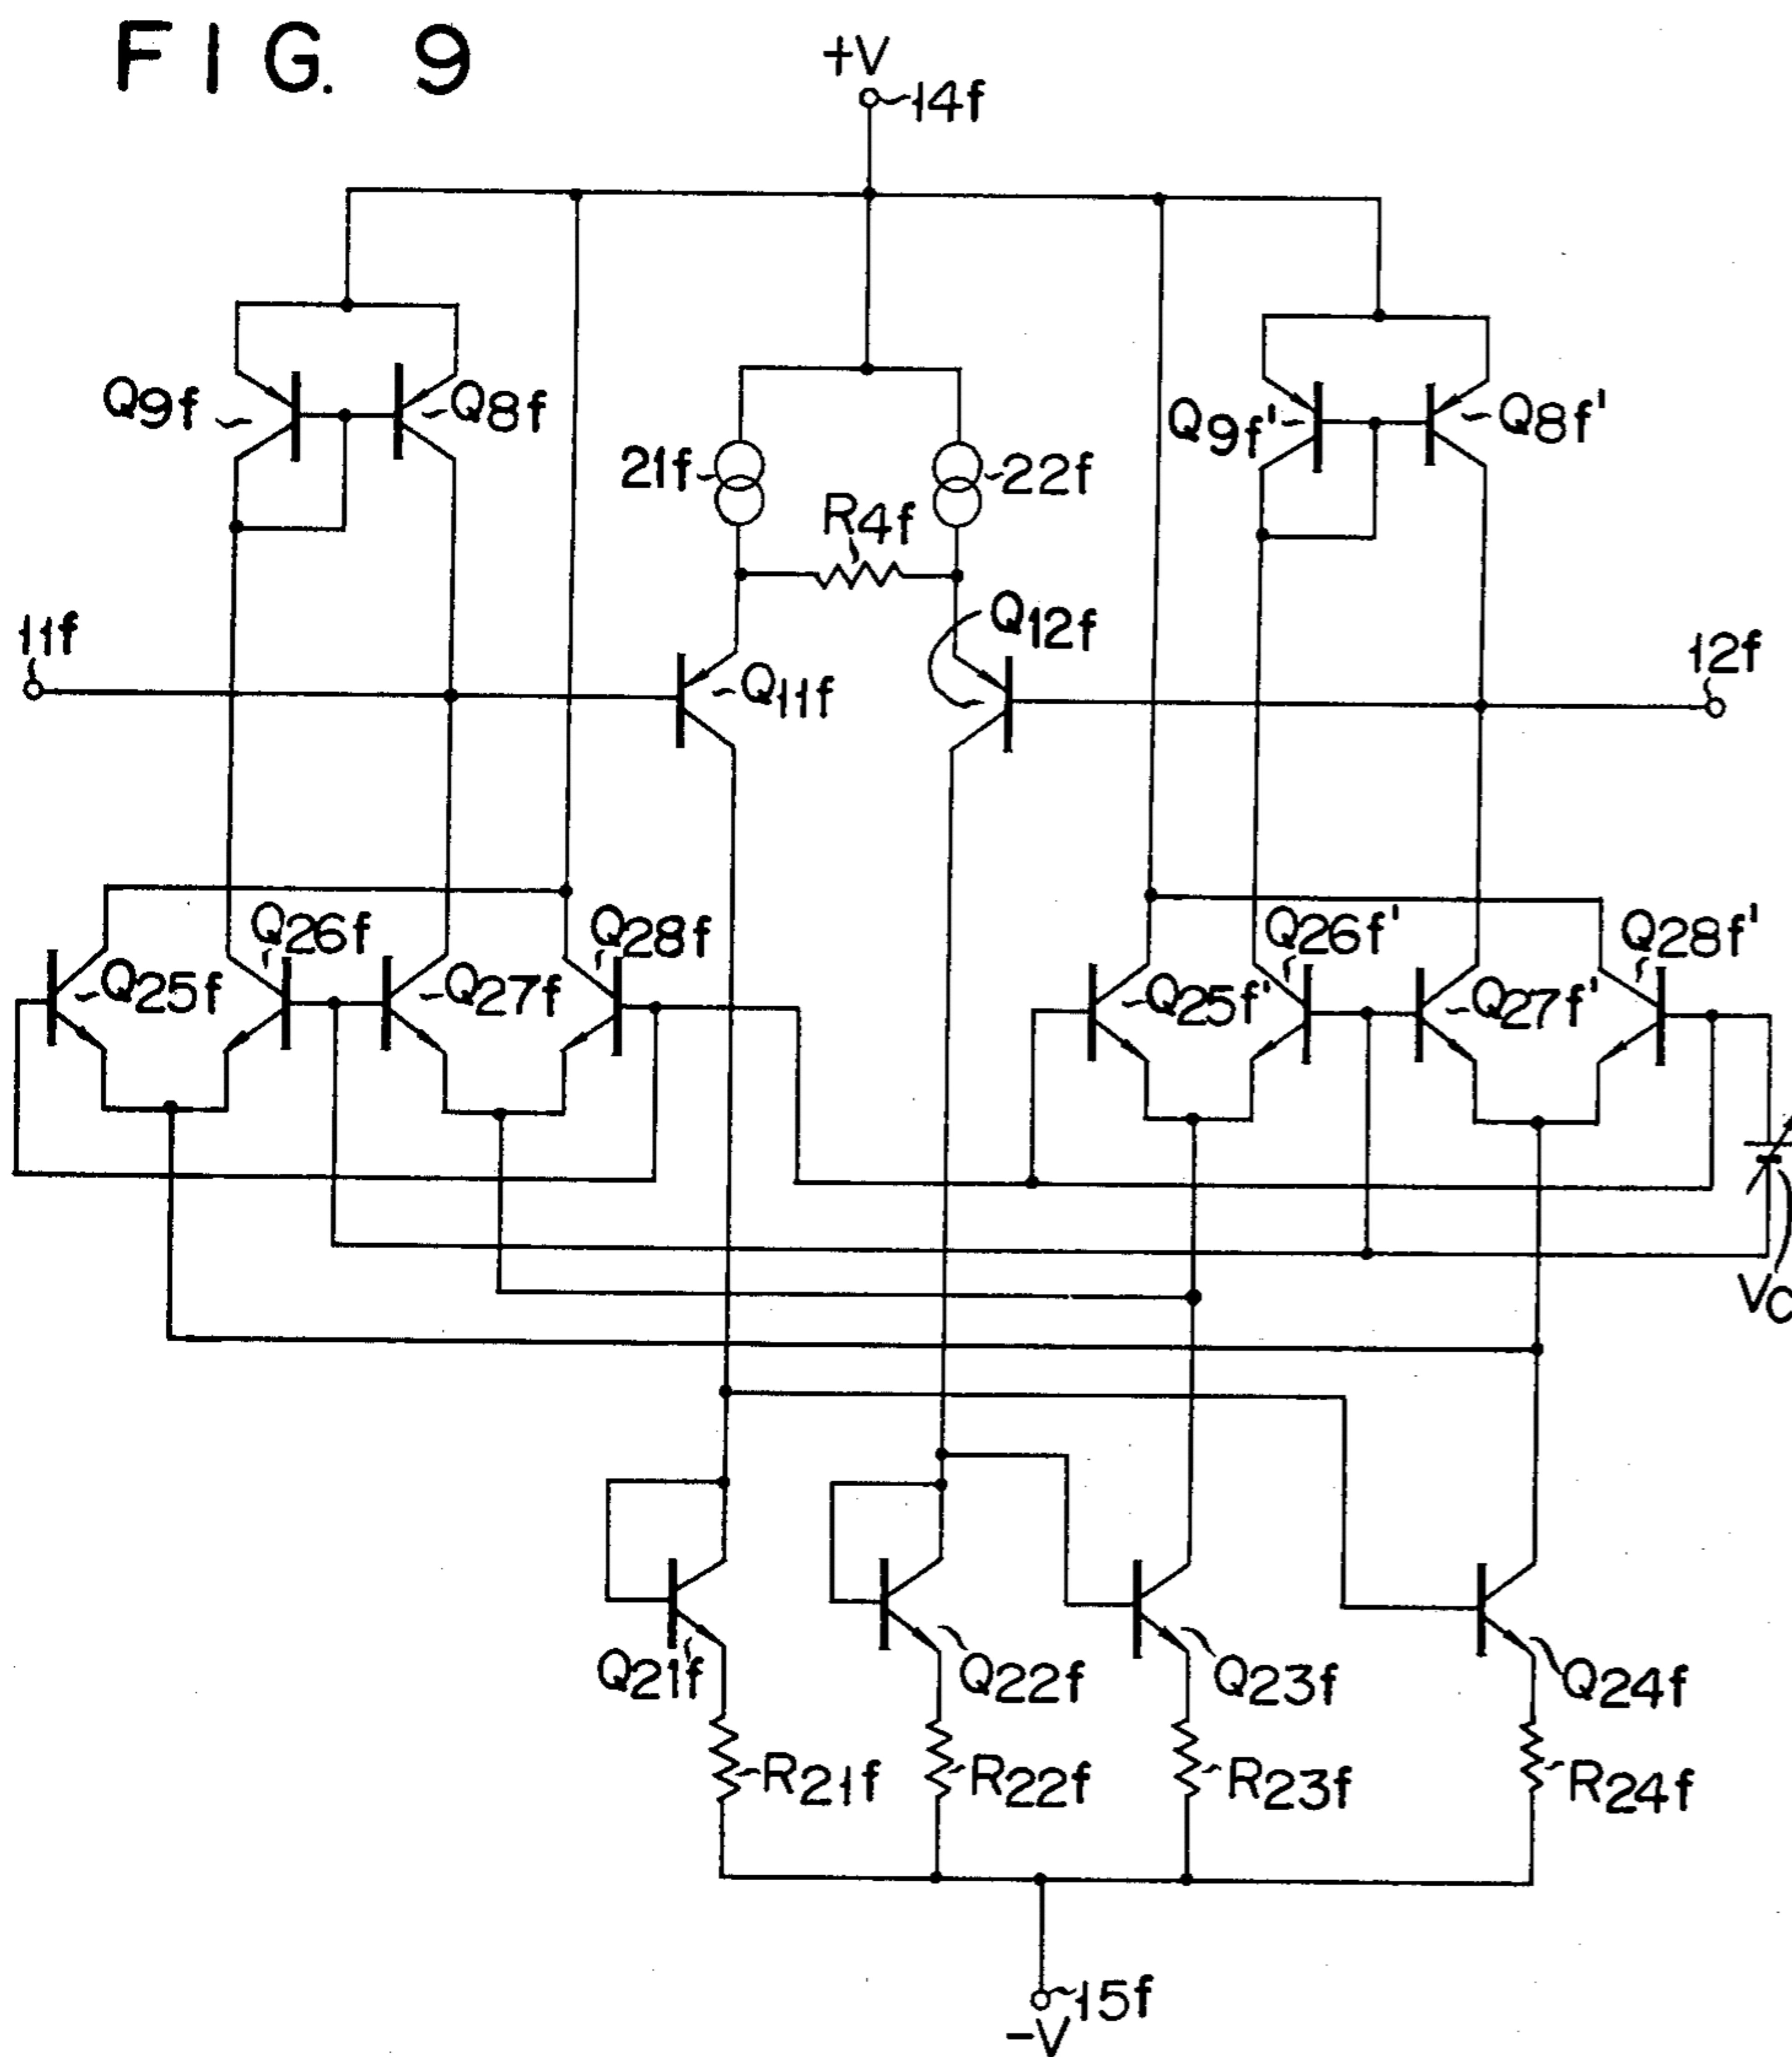 FIG. 9
+V
14f
Q9f
Q8f
Q9f'
Q8f'
21f
22f
R4f
11f
Q11f
Q12f
12f
Q25f
Q26f
Q27f
Q28f
Q25f'
Q26f'
Q27f'
Q28f'
VC
Q21f
Q22f
Q23f
Q24f
R21f
R22f
R23f
R24f
15f
-V